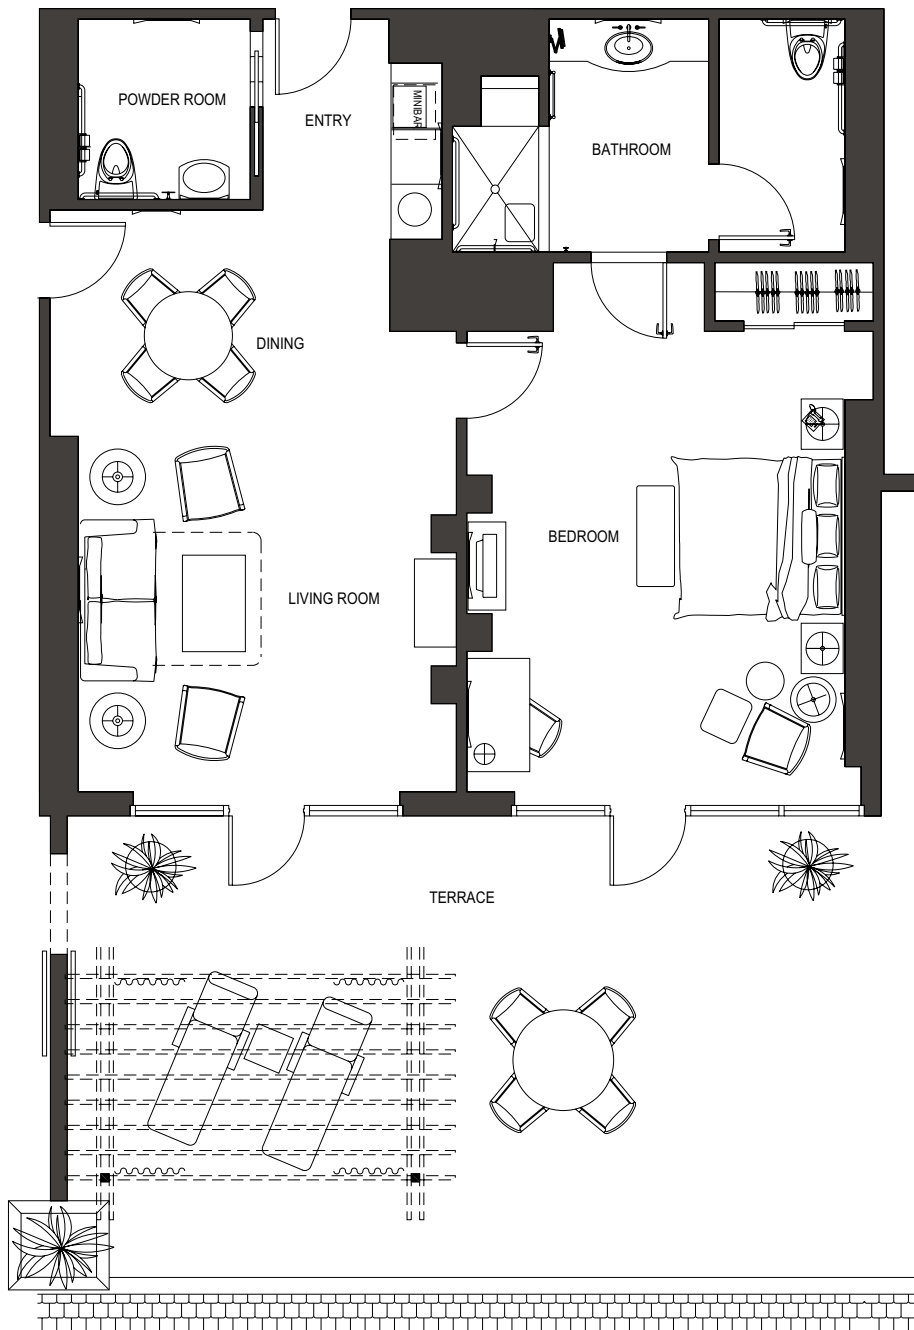 POWDER ROOM
ENTRY
MINIBAR
BATHROOM
DINING
BEDROOM
LIVING ROOM
TERRACE